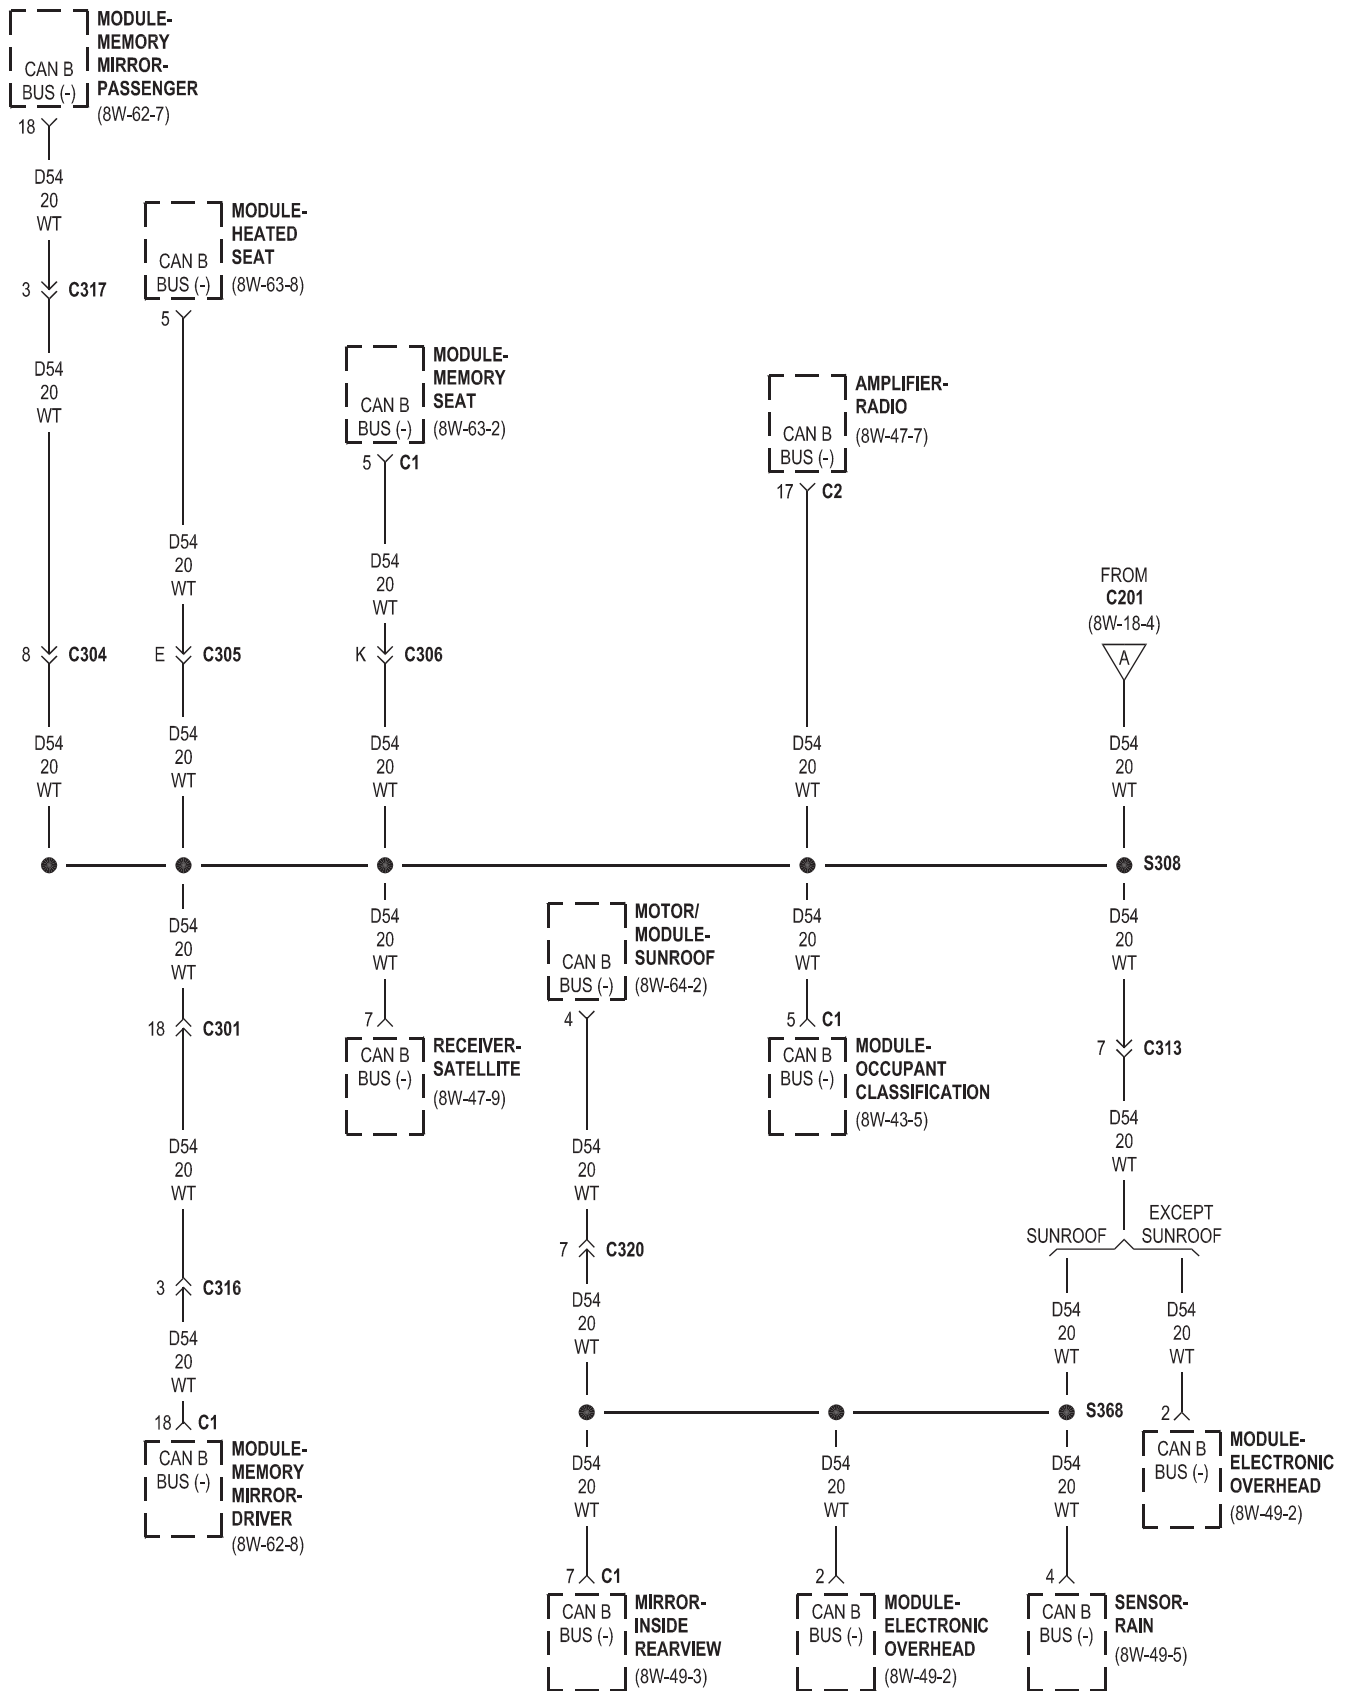 MODULE-
MEMORY
MIRROR-
PASSENGER
(8W-62-7)
CAN B
BUS (-)
18
D54
20
WT
3
C317
D54
20
WT
8
C304
D54
20
WT
MODULE-
HEATED
SEAT
(8W-63-8)
CAN B
BUS (-)
5
D54
20
WT
E
C305
D54
20
WT
MODULE-
MEMORY
SEAT
(8W-63-2)
CAN B
BUS (-)
5
C1
D54
20
WT
K
C306
D54
20
WT
AMPLIFIER-
RADIO
(8W-47-7)
CAN B
BUS (-)
17
C2
D54
20
WT
FROM
C201
(8W-18-4)
A
D54
20
WT
S308
D54
20
WT
18
C301
D54
20
WT
3
C316
D54
20
WT
18
C1
CAN B
BUS (-)
MODULE-
MEMORY
MIRROR-
DRIVER
(8W-62-8)
D54
20
WT
7
CAN B
BUS (-)
RECEIVER-
SATELLITE
(8W-47-9)
MOTOR/
MODULE-
SUNROOF
(8W-64-2)
CAN B
BUS (-)
4
D54
20
WT
7
C320
D54
20
WT
D54
20
WT
5
C1
CAN B
BUS (-)
MODULE-
OCCUPANT
CLASSIFICATION
(8W-43-5)
D54
20
WT
7
C313
D54
20
WT
SUNROOF
EXCEPT
SUNROOF
D54
20
WT
D54
20
WT
S368
2
CAN B
BUS (-)
MODULE-
ELECTRONIC
OVERHEAD
(8W-49-2)
D54
20
WT
7
C1
CAN B
BUS (-)
MIRROR-
INSIDE
REARVIEW
(8W-49-3)
D54
20
WT
2
CAN B
BUS (-)
MODULE-
ELECTRONIC
OVERHEAD
(8W-49-2)
D54
20
WT
4
CAN B
BUS (-)
SENSOR-
RAIN
(8W-49-5)